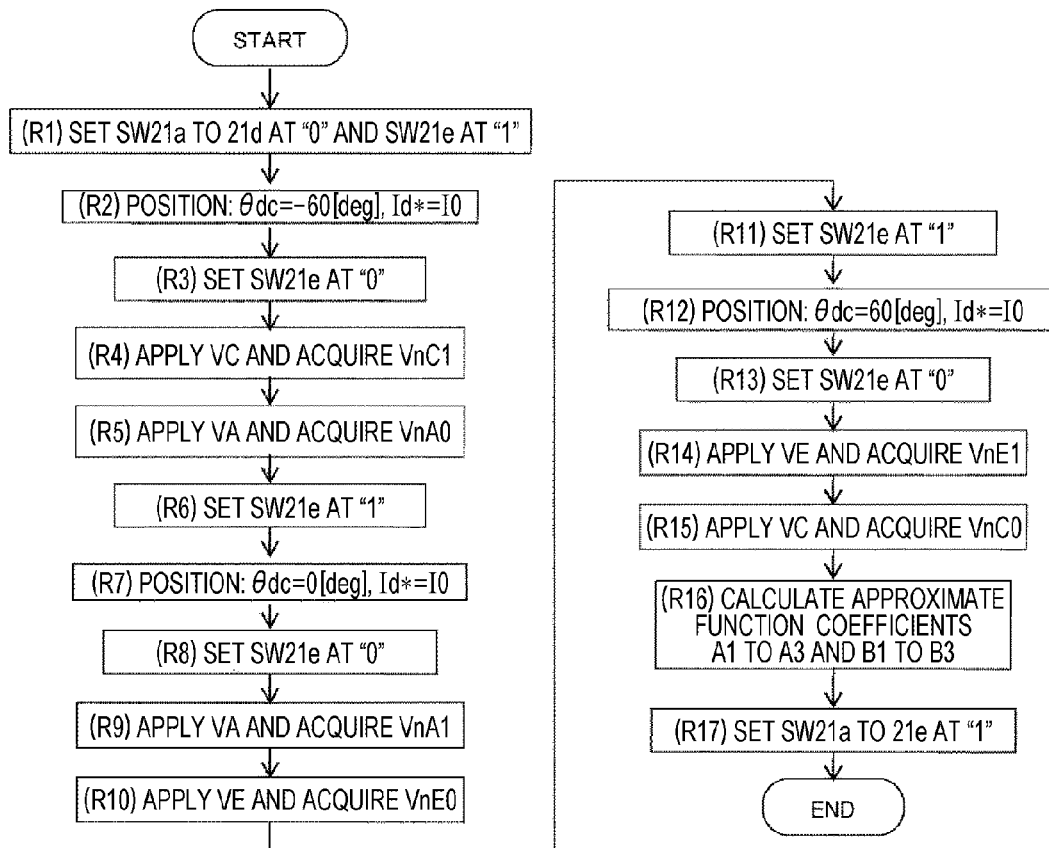 START
(R1) SET SW21a TO 21d AT "0" AND SW21e AT "1"
(R2) POSITION: θdc=−60[deg], Id*=I0
(R3) SET SW21e AT "0"
(R4) APPLY VC AND ACQUIRE VnC1
(R5) APPLY VA AND ACQUIRE VnA0
(R6) SET SW21e AT "1"
(R7) POSITION: θdc=0[deg], Id*=I0
(R8) SET SW21e AT "0"
(R9) APPLY VA AND ACQUIRE VnA1
(R10) APPLY VE AND ACQUIRE VnE0
(R11) SET SW21e AT "1"
(R12) POSITION: θdc=60[deg], Id*=I0
(R13) SET SW21e AT "0"
(R14) APPLY VE AND ACQUIRE VnE1
(R15) APPLY VC AND ACQUIRE VnC0
(R16) CALCULATE APPROXIMATE
FUNCTION COEFFICIENTS
A1 TO A3 AND B1 TO B3
(R17) SET SW21a TO 21e AT "1"
END